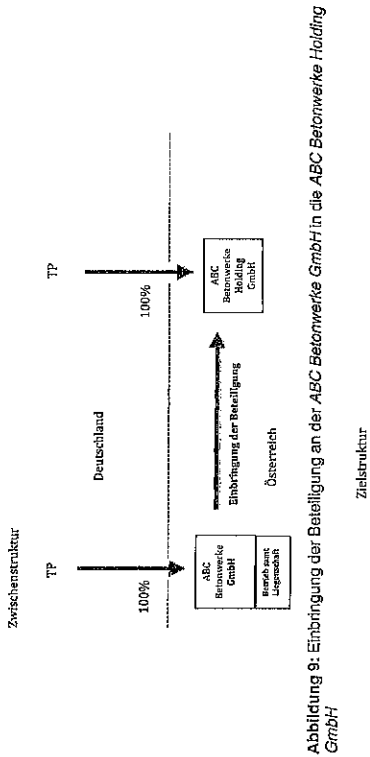 Zwischenstruktur
TP
TP
Deutschland
100%
100%
ABC
Betonwerke
GmbH
Betrieb samt
Liegenschaft
Einbringung der Beteiligung
ABC
Betonwerke
Holding
GmbH
Österreich
Abbildung 9: Einbringung der Beteiligung an der ABC Betonwerke GmbH in die ABC Betonwerke Holding
GmbH
Zielstruktur